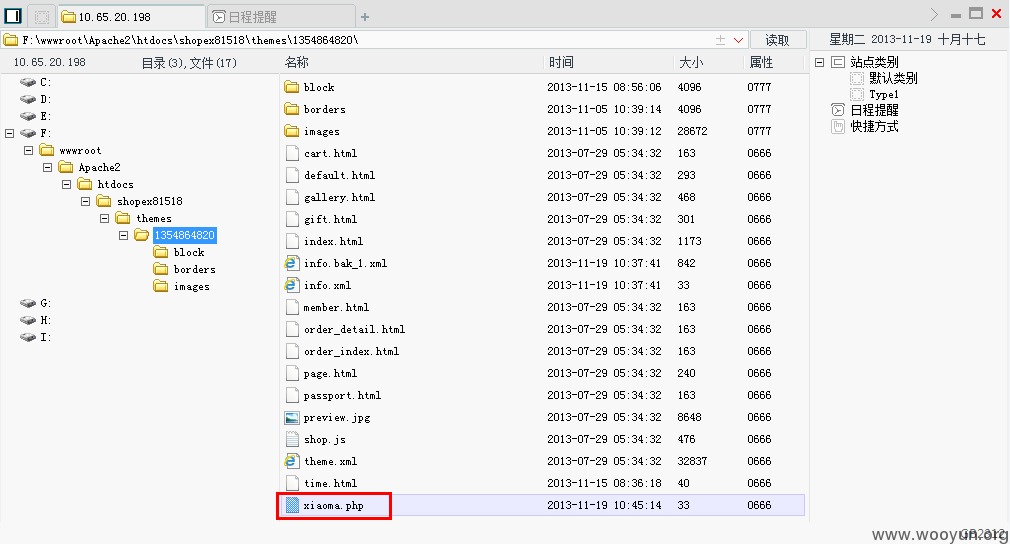 10.65.20.198 日程提醒
F:\wwwroot\Apache2\htdocs\shopex81518\themes\1354864820\ 读取
星期二 2013-11-19 十月十七
10.65.20.198 目录(3),文件(17)
C:
D:
E:
F:
wwwroot
Apache2
htdocs
shopex81518
themes
1354864820
block
borders
images
G:
H:
I:
名称 时间 大小 属性
block 2013-11-15 08:56:06 4096 0777
borders 2013-11-05 10:39:14 4096 0777
images 2013-11-05 10:39:12 28672 0777
cart.html 2013-07-29 05:34:32 163 0666
default.html 2013-07-29 05:34:32 293 0666
gallery.html 2013-07-29 05:34:32 468 0666
gift.html 2013-07-29 05:34:32 301 0666
index.html 2013-07-29 05:34:32 1173 0666
info.bak_1.xml 2013-11-19 10:37:41 842 0666
info.xml 2013-11-19 10:37:41 33 0666
member.html 2013-07-29 05:34:32 163 0666
order_detail.html 2013-07-29 05:34:32 163 0666
order_index.html 2013-07-29 05:34:32 163 0666
page.html 2013-07-29 05:34:32 240 0666
passport.html 2013-07-29 05:34:32 163 0666
preview.jpg 2013-07-29 05:34:32 8648 0666
shop.js 2013-07-29 05:34:32 476 0666
theme.xml 2013-07-29 05:34:32 32837 0666
time.html 2013-11-15 08:36:18 40 0666
xiaoma.php 2013-11-19 10:45:14 33 0666
站点类别
默认类别
Type1
日程提醒
快捷方式
GB2312
www.wooyun.org